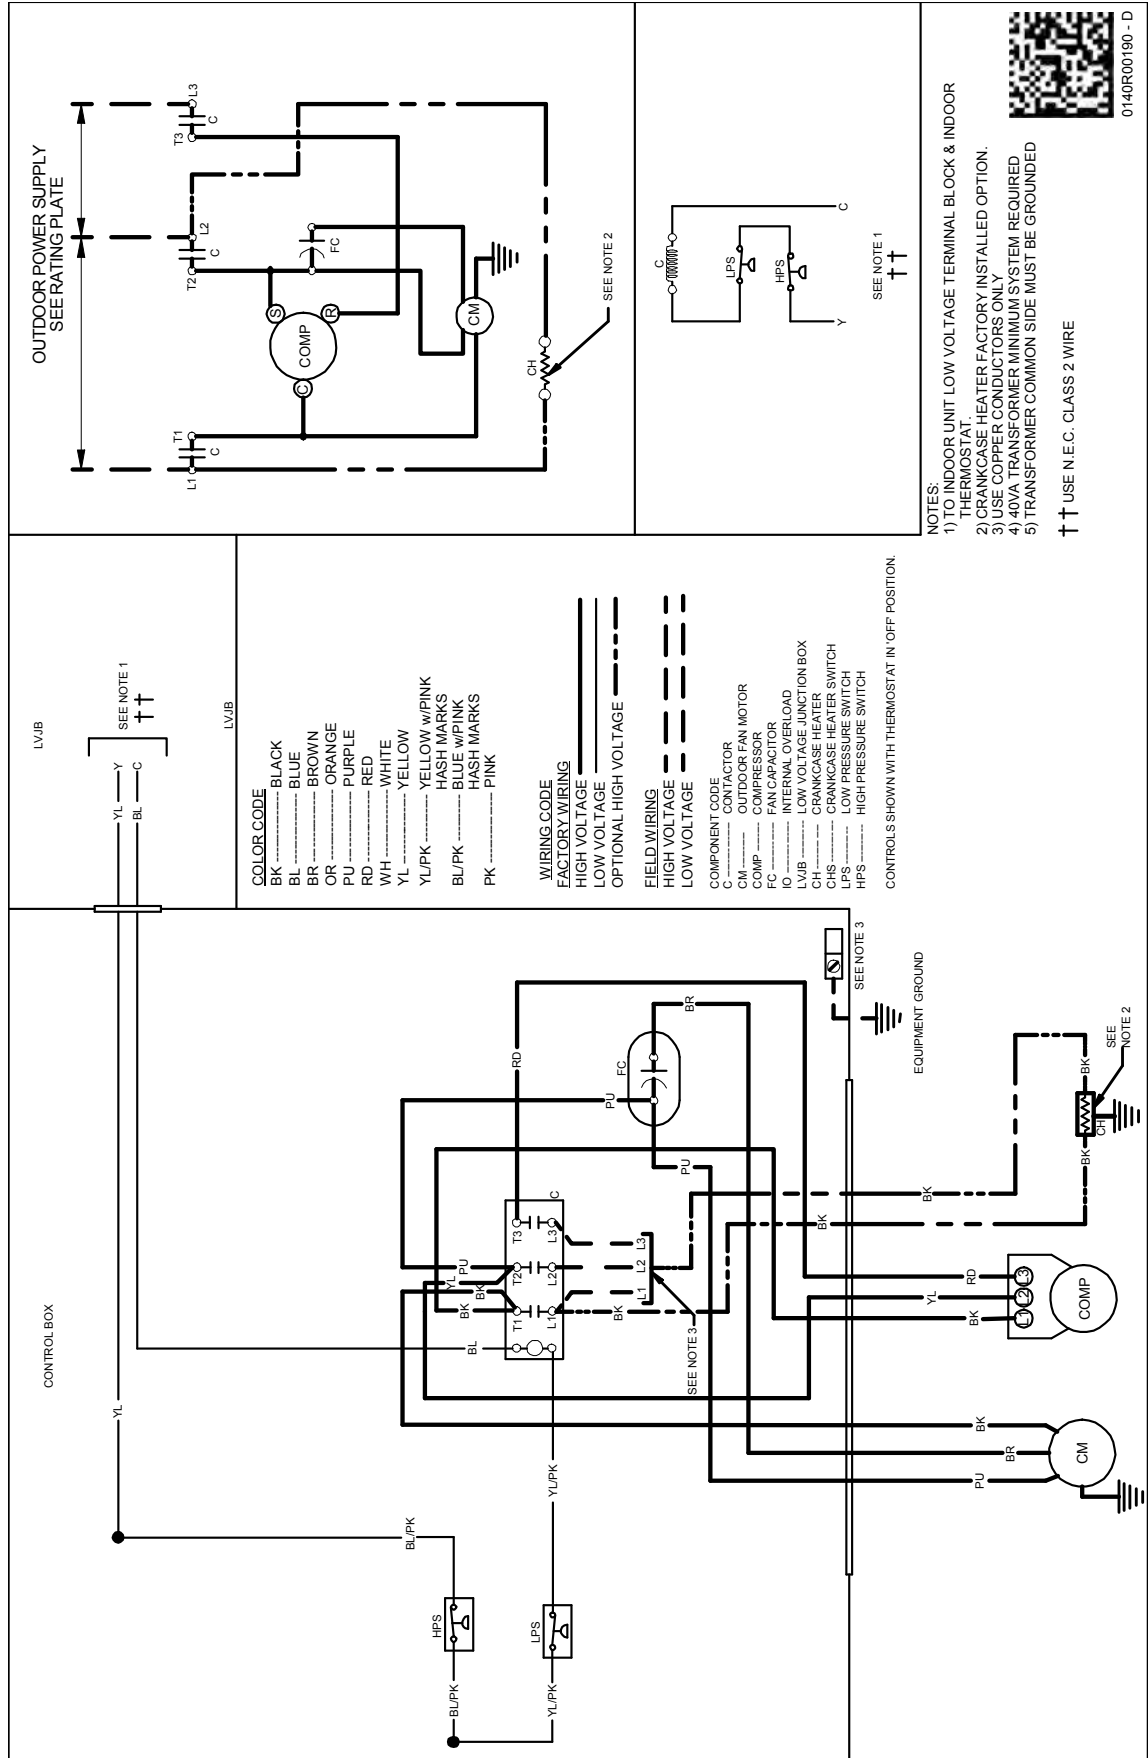 CONTROL BOX
YL
YL
Y
BL
C
LVJB
SEE NOTE 1
††
LVJB
BL/PK
HPS
BL/PK
LPS
YL/PK
YL/PK
BL
T1
T2
T3
L1
L2
L3
C
BK
BK
YL
PU
BK
L1
L2
L3
SEE NOTE 3
PU
RD
FC
PU
BR
BK
BR
PU
CM
BK
YL
RD
L1
L2
L3
COMP
BK
BK
BK
CH
BK
SEE
NOTE 2
SEE NOTE 3
EQUIPMENT GROUND
COLOR CODE
BK ---------- BLACK
BL ---------- BLUE
BR ---------- BROWN
OR ---------- ORANGE
PU ---------- PURPLE
RD ---------- RED
WH ---------- WHITE
YL ---------- YELLOW
YL/PK -------- YELLOW w/PINK
HASH MARKS
BL/PK -------- BLUE w/PINK
HASH MARKS
PK ---------- PINK
WIRING CODE
FACTORY WIRING
HIGH VOLTAGE
LOW VOLTAGE
OPTIONAL HIGH VOLTAGE
FIELD WIRING
HIGH VOLTAGE
LOW VOLTAGE
COMPONENT CODE
C ---------- CONTACTOR
CM -------- OUTDOOR FAN MOTOR
COMP ------- COMPRESSOR
FC ---------- FAN CAPACITOR
IO ---------- INTERNAL OVERLOAD
LVJB -------- LOW VOLTAGE JUNCTION BOX
CH --------- CRANKCASE HEATER
CHS -------- CRANKCASE HEATER SWITCH
LPS -------- LOW PRESSURE SWITCH
HPS -------- HIGH PRESSURE SWITCH
CONTROLS SHOWN WITH THERMOSTAT IN 'OFF POSITION.
OUTDOOR POWER SUPPLY
SEE RATING PLATE
L1
T1
C
T2
L2
C
T3
L3
C
S
R
C
COMP
FC
CM
CH
SEE NOTE 2
C
LPS
HPS
Y
C
SEE NOTE 1
††
NOTES:
1) TO INDOOR UNIT LOW VOLTAGE TERMINAL BLOCK & INDOOR
THERMOSTAT.
2) CRANKCASE HEATER FACTORY INSTALLED OPTION.
3) USE COPPER CONDUCTORS ONLY
4) 40VA TRANSFORMER MINIMUM SYSTEM REQUIRED
5) TRANSFORMER COMMON SIDE MUST BE GROUNDED
†† USE N.E.C. CLASS 2 WIRE
0140R00190 - D